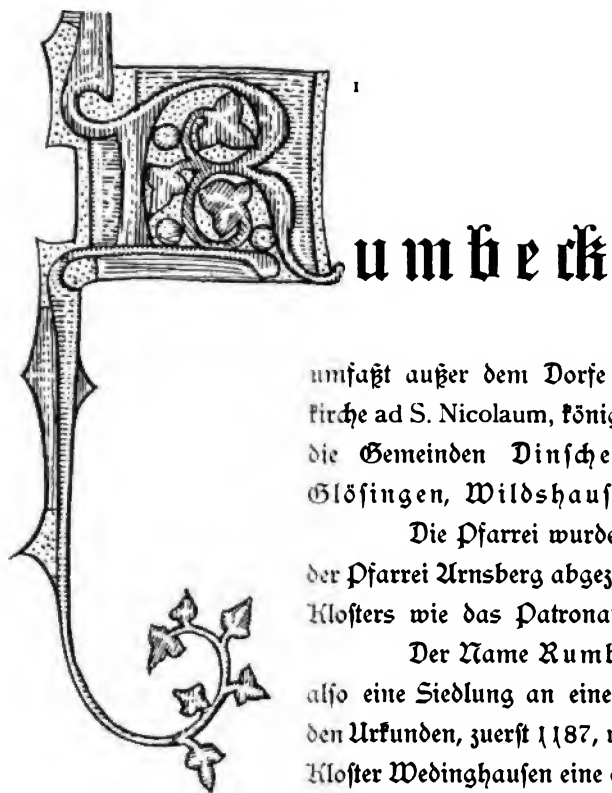 1
Rumbeck
umfaßt außer dem Dorfe
kirche ad S. Nicolaum, könig
die Gemeinden Dinsche
Glösingen, Wildshaus
Die Pfarrei wurde
der Pfarrei Arnsberg abgez
Klosters wie das Patrona
Der Name Rumb
also eine Siedlung an eine
den Urkunden, zuerst 1187,
Kloster Wedinghausen eine